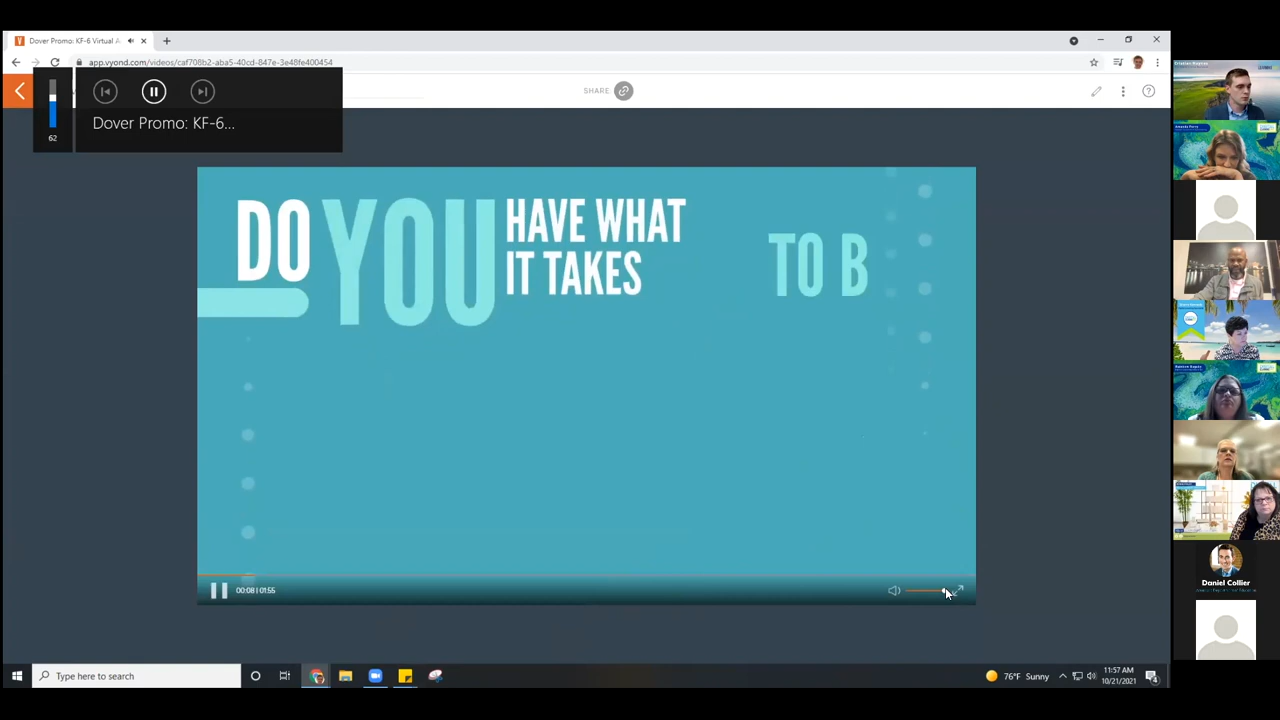 Dover Promo: KF-6 Virtual A
app.vyond.com/videos/caf708b2-aba5-40cd-847e-3e48fe400454
62
Dover Promo: KF-6...
SHARE
DO YOU HAVE WHAT
IT TAKES
TO B
00:08 | 01:55
Daniel Collier
Type here to search
76°F Sunny
11:57 AM
10/21/2021
4